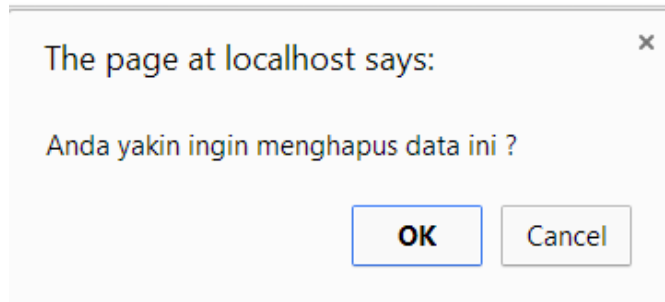 The page at localhost says:
Anda yakin ingin menghapus data ini ?
OK
Cancel